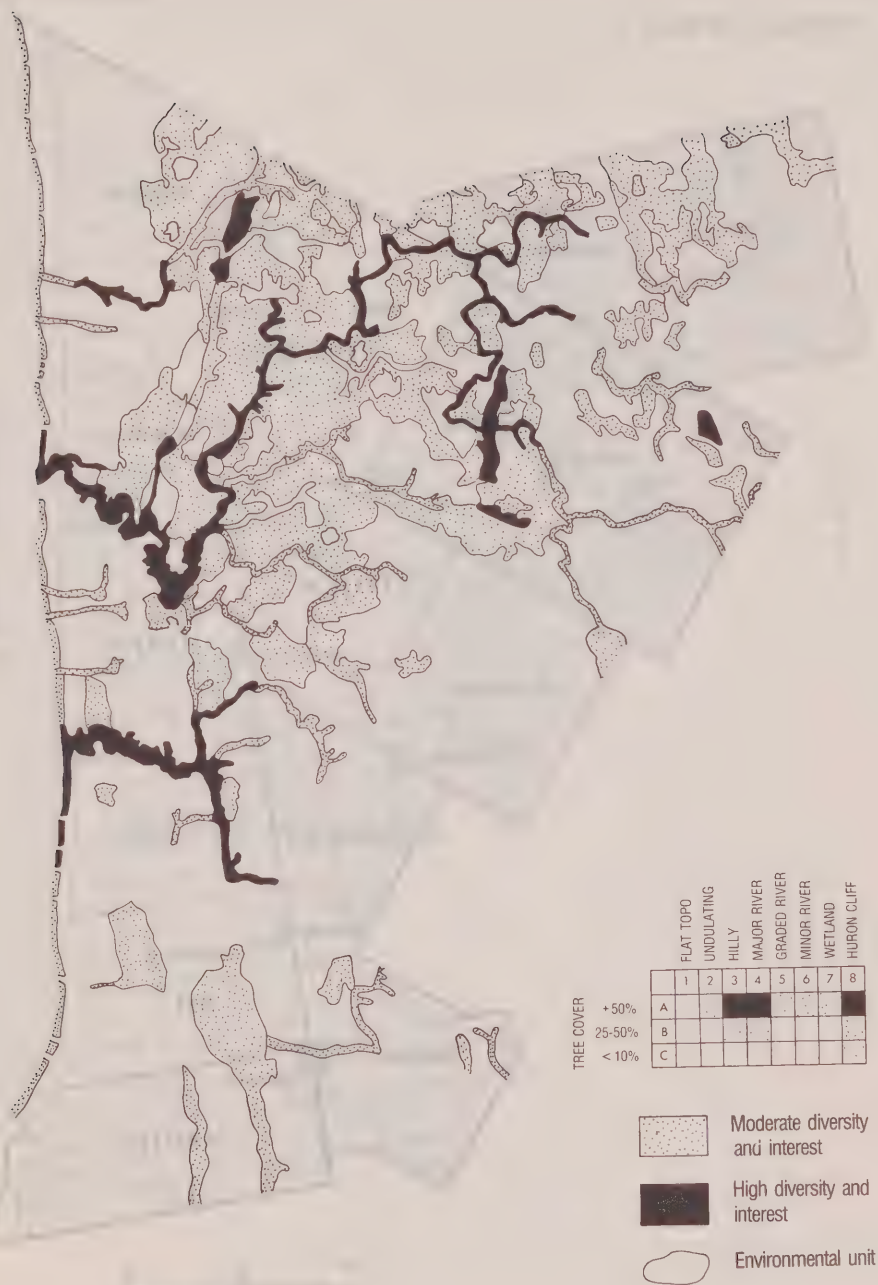 FLAT TOPO
UNDULATING
HILLY
MAJOR RIVER
GRADED RIVER
MINOR RIVER
WETLAND
HURON CLIFF
1 2 3 4 5 6 7 8
TREE COVER
+50% A
25-50% B
< 10% C
Moderate diversity
and interest
High diversity and
interest
Environmental unit